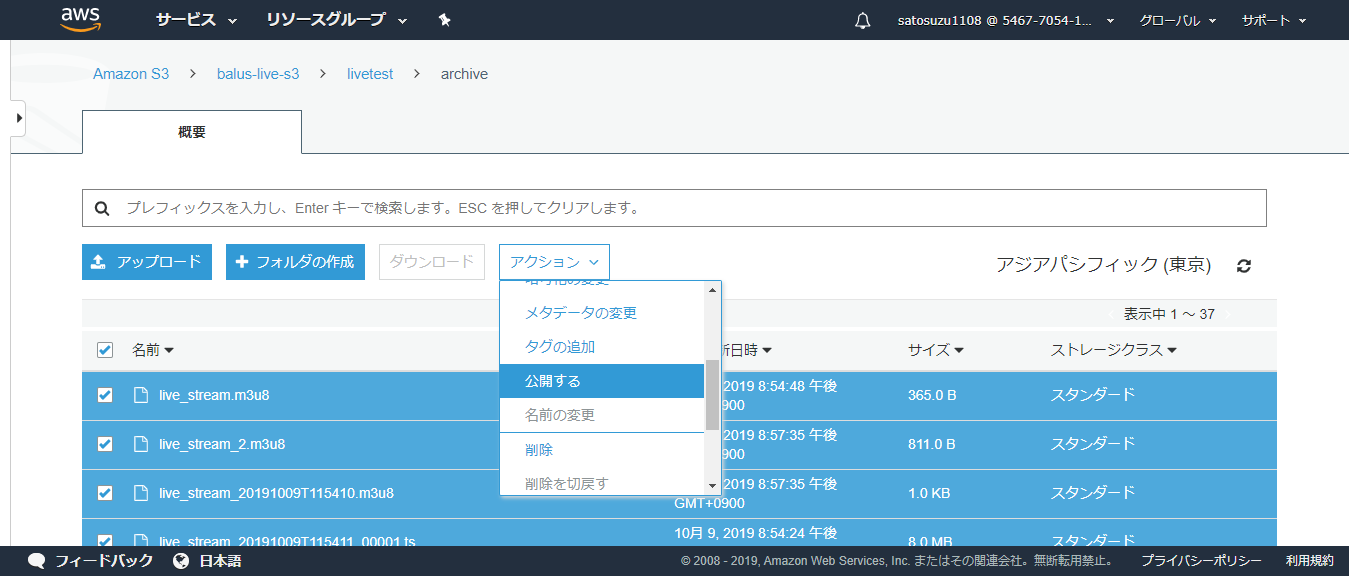 aws サービス リソースグループ satosuzu1108 @ 5467-7054-1... グローバル サポート
Amazon S3 > balus-live-s3 > livetest > archive
概要
プレフィックスを入力し、Enter キーで検索します。ESC を押してクリアします。
アップロード フォルダの作成 ダウンロード アクション アジアパシフィック (東京)
メタデータの変更
表示中 1 ～ 37
タグの追加
名前 日時 サイズ ストレージクラス
公開する
live_stream.m3u8 2019 8:54:48 午後 365.0 B スタンダード
900
名前の変更
live_stream_2.m3u8 2019 8:57:35 午後 811.0 B スタンダード
900
削除
削除を切戻す
live_stream_20191009T115410.m3u8 2019 8:57:35 午後 1.0 KB スタンダード
GMT+0900
live_stream_20191009T115411_00001.ts 10月 9, 2019 8:54:24 午後 8.0 MB スタンダード
フィードバック 日本語 © 2008 - 2019, Amazon Web Services, Inc. またはその関連会社。無断転用禁止。 プライバシーポリシー 利用規約